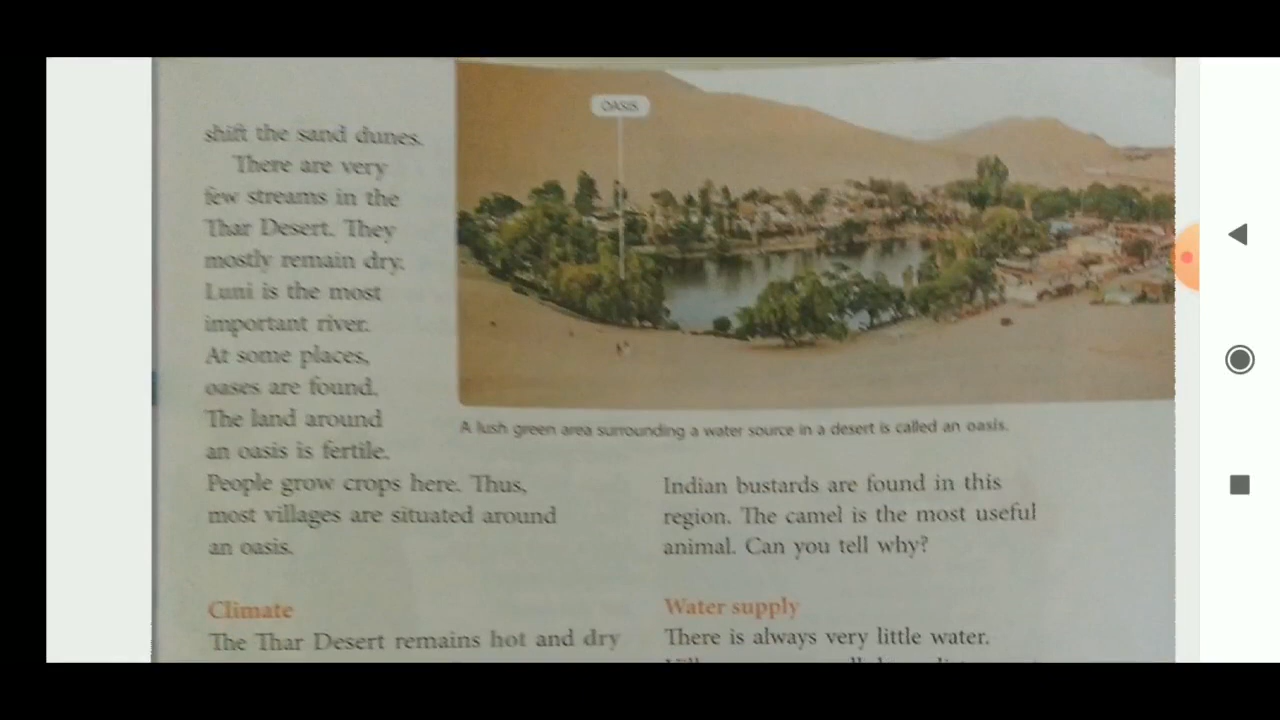 OASIS
shift the sand dunes.
There are very
few streams in the
Thar Desert. They
mostly remain dry.
Luni is the most
important river.
At some places,
oases are found.
The land around
an oasis is fertile.
People grow crops here. Thus,
most villages are situated around
an oasis.
Climate
The Thar Desert remains hot and dry
A lush green area surrounding a water source in a desert is called an oasis.
Indian bustards are found in this
region. The camel is the most useful
animal. Can you tell why?
Water supply
There is always very little water.